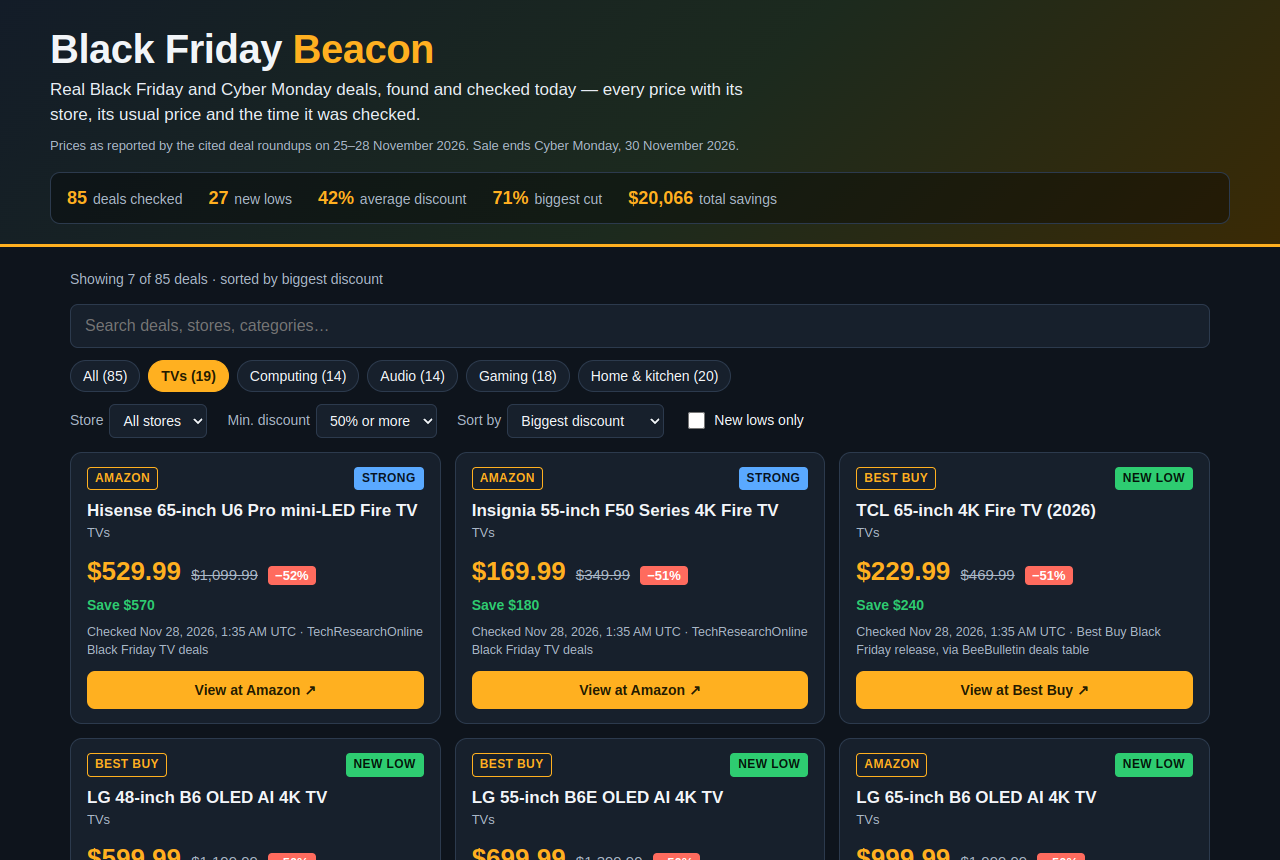 Black Friday Beacon
Real Black Friday and Cyber Monday deals, found and checked today — every price with its
store, its usual price and the time it was checked.
Prices as reported by the cited deal roundups on 25–28 November 2026. Sale ends Cyber Monday, 30 November 2026.
85 deals checked 27 new lows 42% average discount 71% biggest cut $20,066 total savings
Showing 7 of 85 deals · sorted by biggest discount
Search deals, stores, categories…
All (85) TVs (19) Computing (14) Audio (14) Gaming (18) Home & kitchen (20)
Store All stores Min. discount 50% or more Sort by Biggest discount New lows only
AMAZON STRONG
Hisense 65-inch U6 Pro mini-LED Fire TV
TVs
$529.99 $1,099.99 −52%
Save $570
Checked Nov 28, 2026, 1:35 AM UTC · TechResearchOnline
Black Friday TV deals
View at Amazon ↗
AMAZON STRONG
Insignia 55-inch F50 Series 4K Fire TV
TVs
$169.99 $349.99 −51%
Save $180
Checked Nov 28, 2026, 1:35 AM UTC · TechResearchOnline
Black Friday TV deals
View at Amazon ↗
BEST BUY NEW LOW
TCL 65-inch 4K Fire TV (2026)
TVs
$229.99 $469.99 −51%
Save $240
Checked Nov 28, 2026, 1:35 AM UTC · Best Buy Black
Friday release, via BeeBulletin deals table
View at Best Buy ↗
BEST BUY NEW LOW
LG 48-inch B6 OLED AI 4K TV
TVs
$599.99
BEST BUY NEW LOW
LG 55-inch B6E OLED AI 4K TV
TVs
$699.99
AMAZON NEW LOW
LG 65-inch B6 OLED AI 4K TV
TVs
$999.99